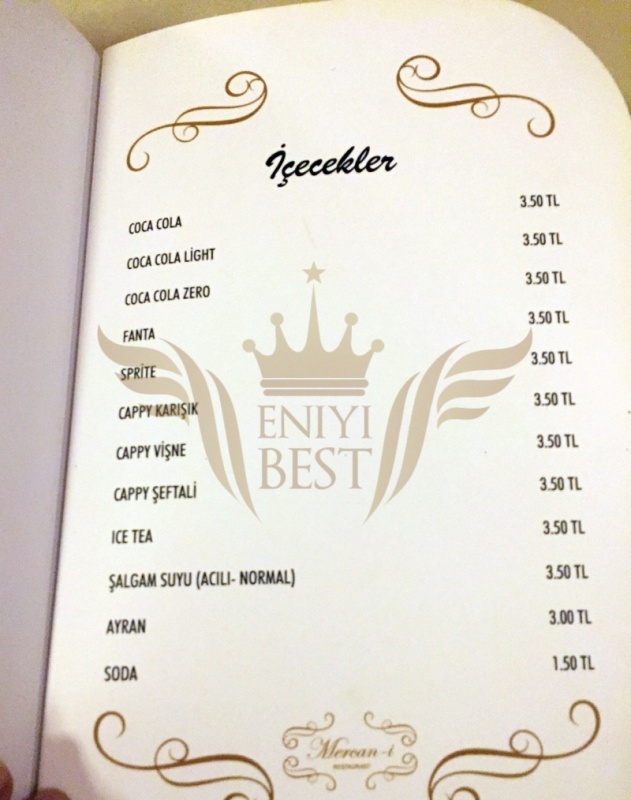 İçecekler
COCA COLA 3.50 TL
COCA COLA LİGHT 3.50 TL
COCA COLA ZERO 3.50 TL
FANTA 3.50 TL
SPRİTE 3.50 TL
CAPPY KARIŞIK 3.50 TL
CAPPY VİŞNE 3.50 TL
CAPPY ŞEFTALİ 3.50 TL
ICE TEA 3.50 TL
ŞALGAM SUYU (ACILI- NORMAL) 3.50 TL
AYRAN 3.00 TL
SODA 1.50 TL
ENIYI
BEST
Mercan-i
RESTAURANT